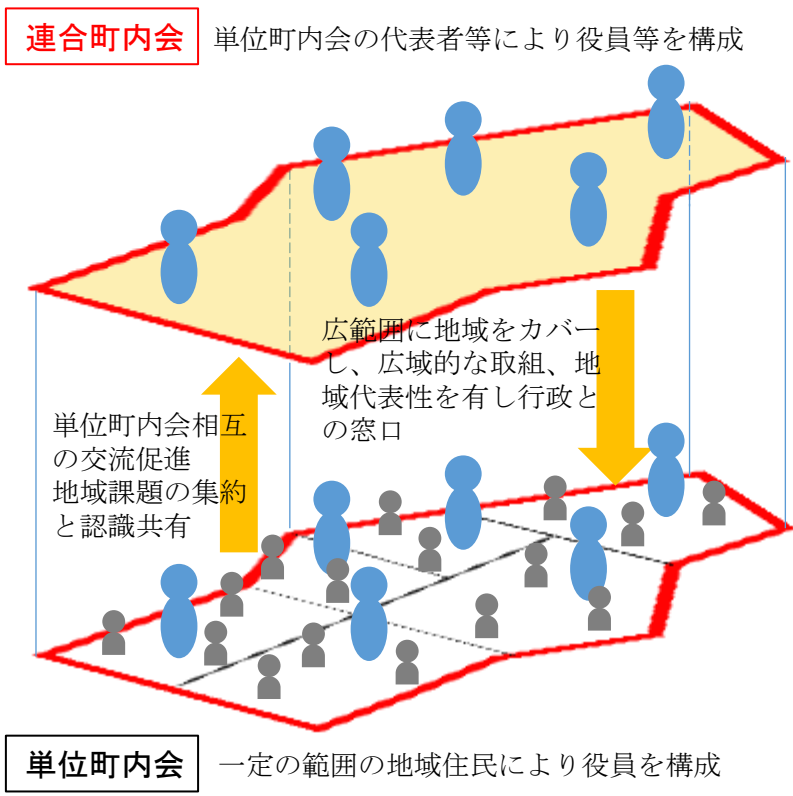 連合町内会 単位町内会の代表者等により役員等を構成
広範囲に地域をカバー
し、広域的な取組、地
域代表性を有し行政と
の窓口
単位町内会相互
の交流促進
地域課題の集約
と認識共有
単位町内会 一定の範囲の地域住民により役員を構成